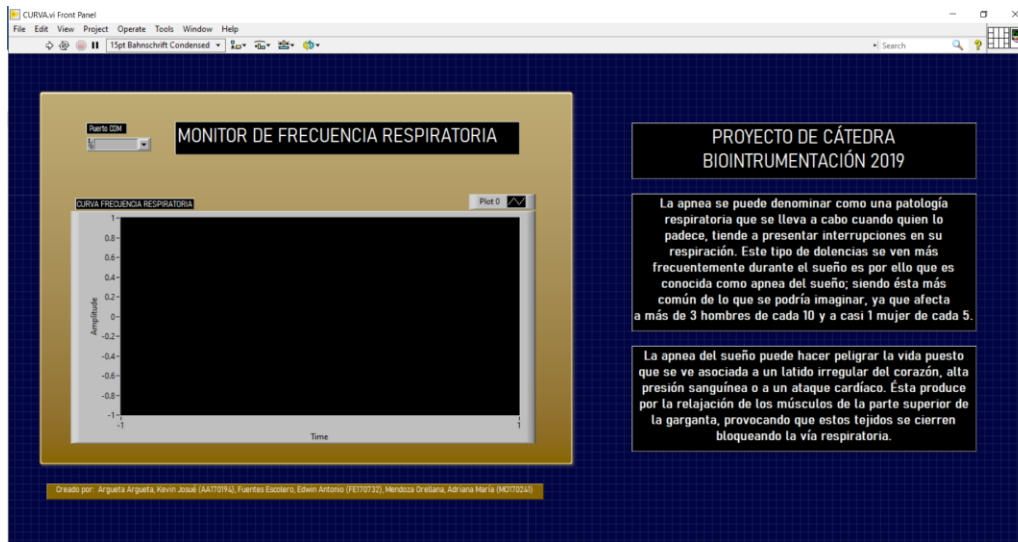 CURVA.vi Front Panel
File Edit View Project Operate Tools Window Help
15pt Bahnschrift Condensed
Search
Puerto COM
MONITOR DE FRECUENCIA RESPIRATORIA
CURVA FRECUENCIA RESPIRATORIA
Plot 0
1
0.8
0.6
0.4
0.2
0
-0.2
-0.4
-0.6
-0.8
-1
Amplitude
-1
1
Time
Creado por: Argueta Argueta, Kevin Josué (AA170194), Fuentes Escolero, Edwin Antonio (FE170732), Mendoza Orellana, Adriana María (MO170241)
PROYECTO DE CÁTEDRA
BIOINTRUMENTACIÓN 2019
La apnea se puede denominar como una patología
respiratoria que se lleva a cabo cuando quien lo
padece, tiende a presentar interrupciones en su
respiración. Este tipo de dolencias se ven más
frecuentemente durante el sueño es por ello que es
conocida como apnea del sueño; siendo ésta más
común de lo que se podría imaginar, ya que afecta
a más de 3 hombres de cada 10 y a casi 1 mujer de cada 5.
La apnea del sueño puede hacer peligrar la vida puesto
que se ve asociada a un latido irregular del corazón, alta
presión sanguínea o a un ataque cardíaco. Ésta produce
por la relajación de los músculos de la parte superior de
la garganta, provocando que estos tejidos se cierren
bloqueando la vía respiratoria.